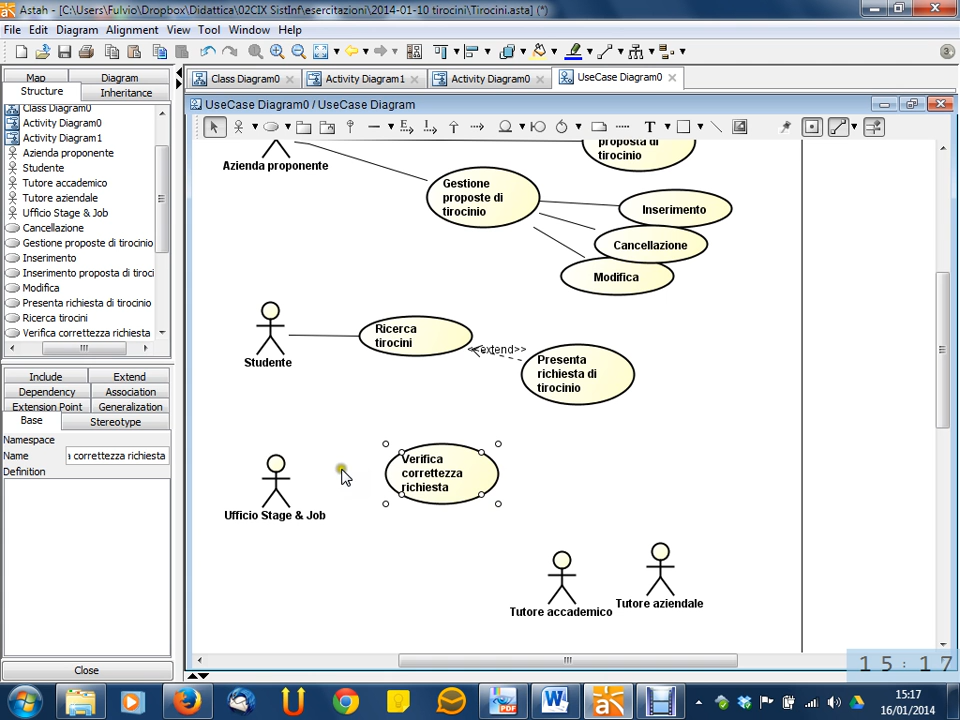 Astah - [C:\Users\Fulvio\Dropbox\Didattica\02CIX SistInf\esercitazioni\2014-01-10 tirocini\Tirocini.asta] (*)
File Edit Diagram Alignment View Tool Window Help
3
Map Diagram
Structure Inheritance
Class Diagram0
Activity Diagram0
Activity Diagram1
Azienda proponente
Studente
Tutore accademico
Tutore aziendale
Ufficio Stage & Job
Cancellazione
Gestione proposte di tirocinio
Inserimento
Inserimento proposta di tiroci
Modifica
Presenta richiesta di tirocinio
Ricerca tirocini
Verifica correttezza richiesta
Include Extend
Dependency Association
Extension Point Generalization
Base Stereotype
Namespace
Name a correttezza richiesta
Definition
Close
Class Diagram0 Activity Diagram1 Activity Diagram0 UseCase Diagram0
UseCase Diagram0 / UseCase Diagram
T
Azienda proponente
proposta di
tirocinio
Gestione
proposte di
tirocinio
Inserimento
Cancellazione
Modifica
Studente
Ricerca
tirocini
<<extend>>
Presenta
richiesta di
tirocinio
Ufficio Stage & Job
Verifica
correttezza
richiesta
Tutore accademico
Tutore aziendale
15:17
PDF
15:17
16/01/2014